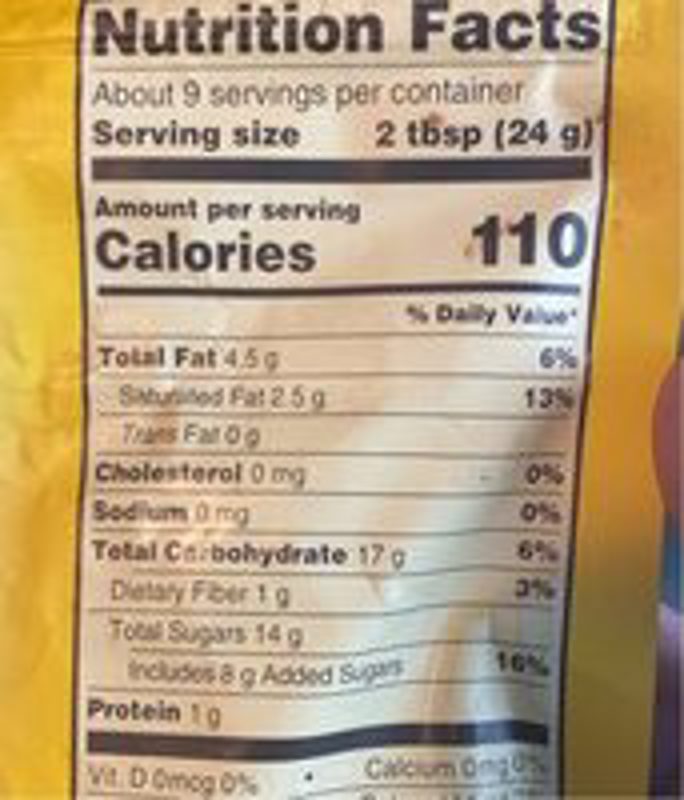 Nutrition Facts
About 9 servings per container
Serving size 2 tbsp (24 g)
Amount per serving
Calories 110
% Daily Value*
Total Fat 4.5 g 6%
Saturated Fat 2.5 g 13%
Trans Fat 0 g
Cholesterol 0 mg 0%
Sodium 0 mg 0%
Total Carbohydrate 17 g 6%
Dietary Fiber 1 g 3%
Total Sugars 14 g
Includes 8 g Added Sugars 16%
Protein 1 g
Vit. D 0mcg 0% • Calcium 0mg 0%